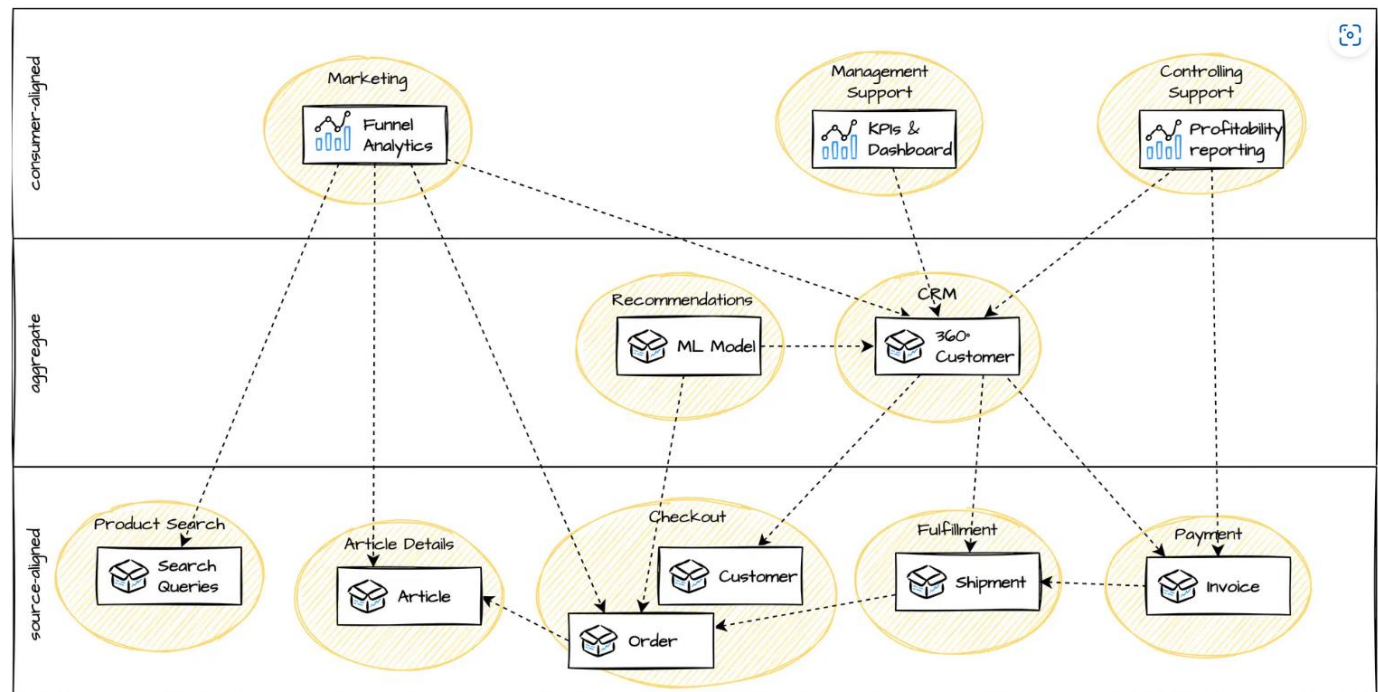 consumer-aligned
Marketing
Funnel
Analytics
Management
Support
KPIs &
Dashboard
Controlling
Support
Profitability
reporting
aggregate
Recommendations
ML Model
CRM
360°
Customer
source-aligned
Product Search
Search
Queries
Article Details
Article
Checkout
Customer
Order
Fulfillment
Shipment
Payment
Invoice